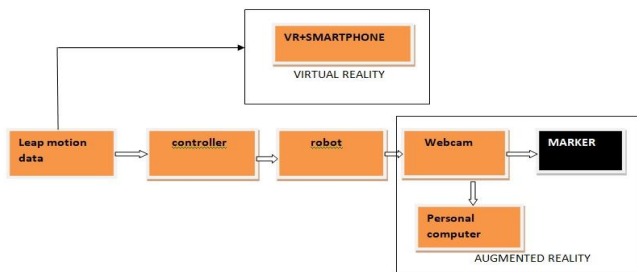 VR+SMARTPHONE
VIRTUAL REALITY
Leap motion
data
controller
robot
Webcam
MARKER
Personal
computer
AUGMENTED REALITY